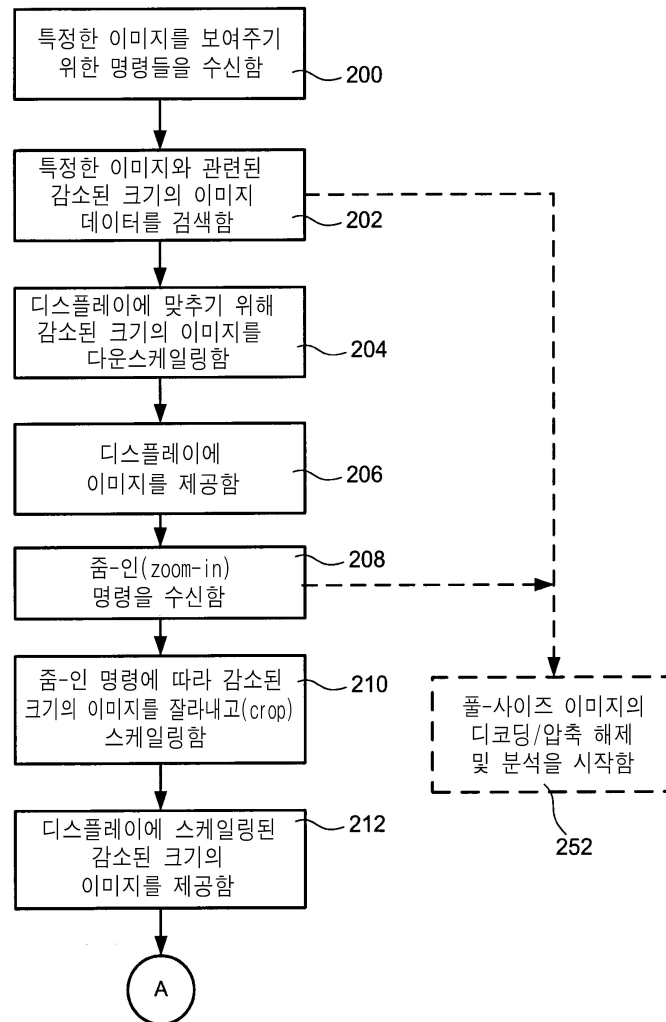 특정한 이미지를 보여주기
위한 명령들을 수신함
200
특정한 이미지와 관련된
감소된 크기의 이미지
데이터를 검색함
202
디스플레이에 맞추기 위해
감소된 크기의 이미지를
다운스케일링함
204
디스플레이에
이미지를 제공함
206
줌-인(zoom-in)
명령을 수신함
208
줌-인 명령에 따라 감소된
크기의 이미지를 잘라내고(crop)
스케일링함
210
풀-사이즈 이미지의
디코딩/압축 해제
및 분석을 시작함
252
디스플레이에 스케일링된
감소된 크기의
이미지를 제공함
212
A